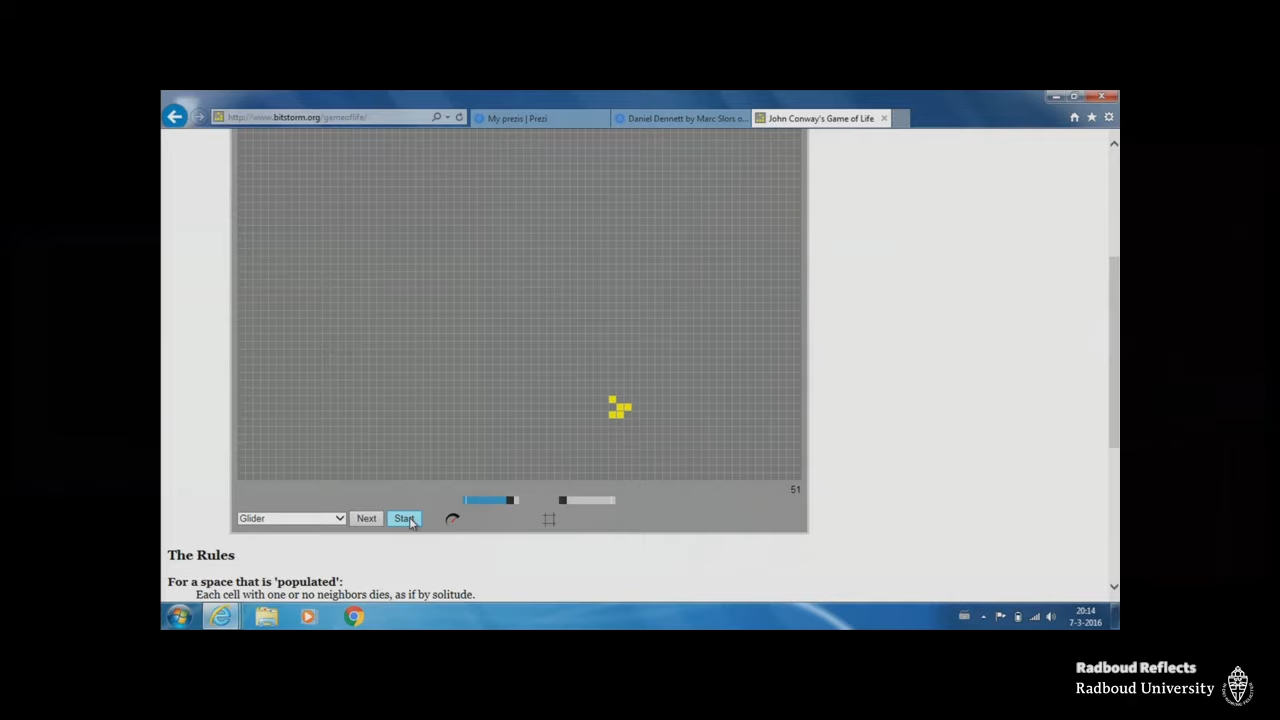 http://www.bitstorm.org/gameoflife/
My prezis | Prezi
Daniel Dennett by Marc Slors o...
John Conway's Game of Life
51
Glider
Next
Start
The Rules
For a space that is 'populated':
Each cell with one or no neighbors dies, as if by solitude.
20:14
7-3-2016
Radboud Reflects
Radboud University